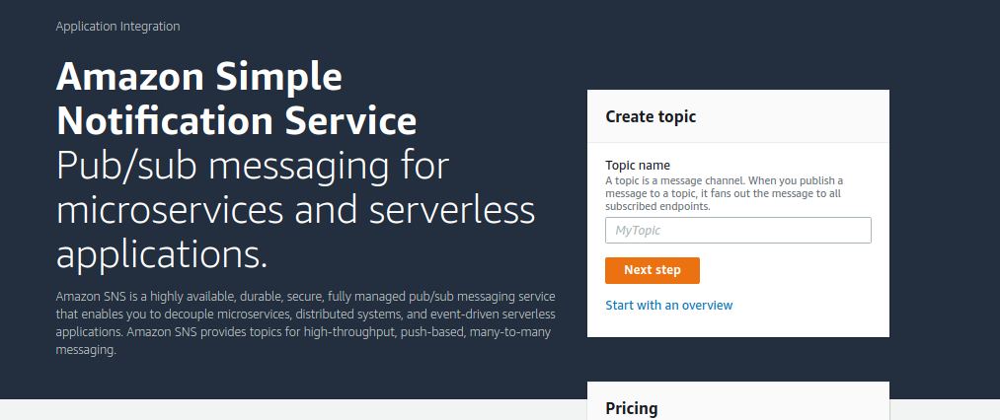 Application Integration
Amazon Simple
Notification Service
Pub/sub messaging for
microservices and serverless
applications.
Amazon SNS is a highly available, durable, secure, fully managed pub/sub messaging service
that enables you to decouple microservices, distributed systems, and event-driven serverless
applications. Amazon SNS provides topics for high-throughput, push-based, many-to-many
messaging.
Create topic
Topic name
A topic is a message channel. When you publish a
message to a topic, it fans out the message to all
subscribed endpoints.
MyTopic
Next step
Start with an overview
Pricing